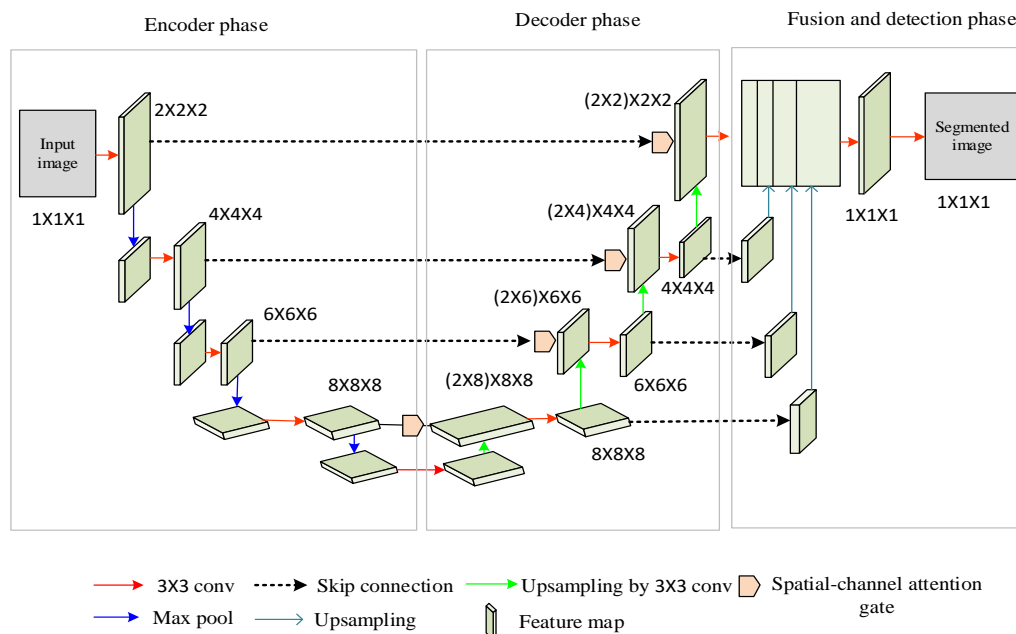 Encoder phase
Decoder phase
Fusion and detection phase
Input
image
1X1X1
2X2X2
(2X2)X2X2
Segmented
image
1X1X1
1X1X1
4X4X4
(2X4)X4X4
4X4X4
6X6X6
(2X6)X6X6
6X6X6
8X8X8
(2X8)X8X8
8X8X8
3X3 conv
Skip connection
Upsampling by 3X3 conv
Spatial-channel attention
gate
Max pool
Upsampling
Feature map